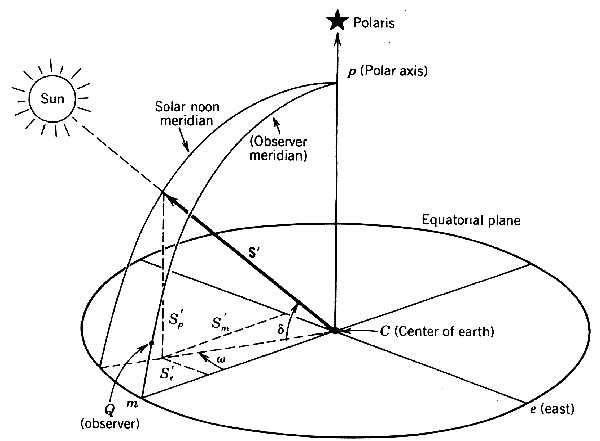 Polaris
p (Polar axis)
Sun
Solar noon
meridian
(Observer
meridian)
Equatorial plane
S′
S′p
S′m
δ
C (Center of earth)
ω
S′e
Q
(observer)
m
e (east)